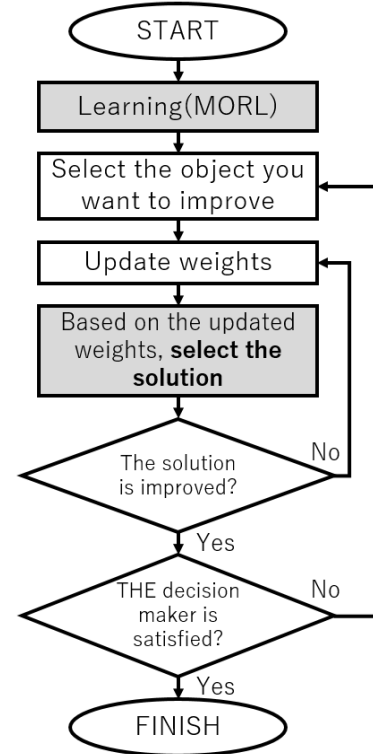 START
Learning(MORL)
Select the object you
want to improve
Update weights
Based on the updated
weights, select the
solution
The solution
is improved?
No
Yes
THE decision
maker is
satisfied?
No
Yes
FINISH